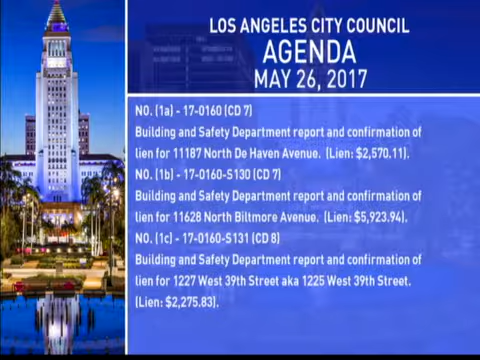 LOS ANGELES CITY COUNCIL
AGENDA
MAY 26, 2017
NO. (1a) - 17-0160 (CD 7)
Building and Safety Department report and confirmation of
lien for 11187 North De Haven Avenue. (Lien: $2,570.11).
NO. (1b) - 17-0160-S130 (CD 7)
Building and Safety Department report and confirmation of
lien for 11628 North Biltmore Avenue. (Lien: $5,923.94).
NO. (1c) - 17-0160-S131 (CD 8)
Building and Safety Department report and confirmation of
lien for 1227 West 39th Street aka 1225 West 39th Street.
(Lien: $2,275.83).